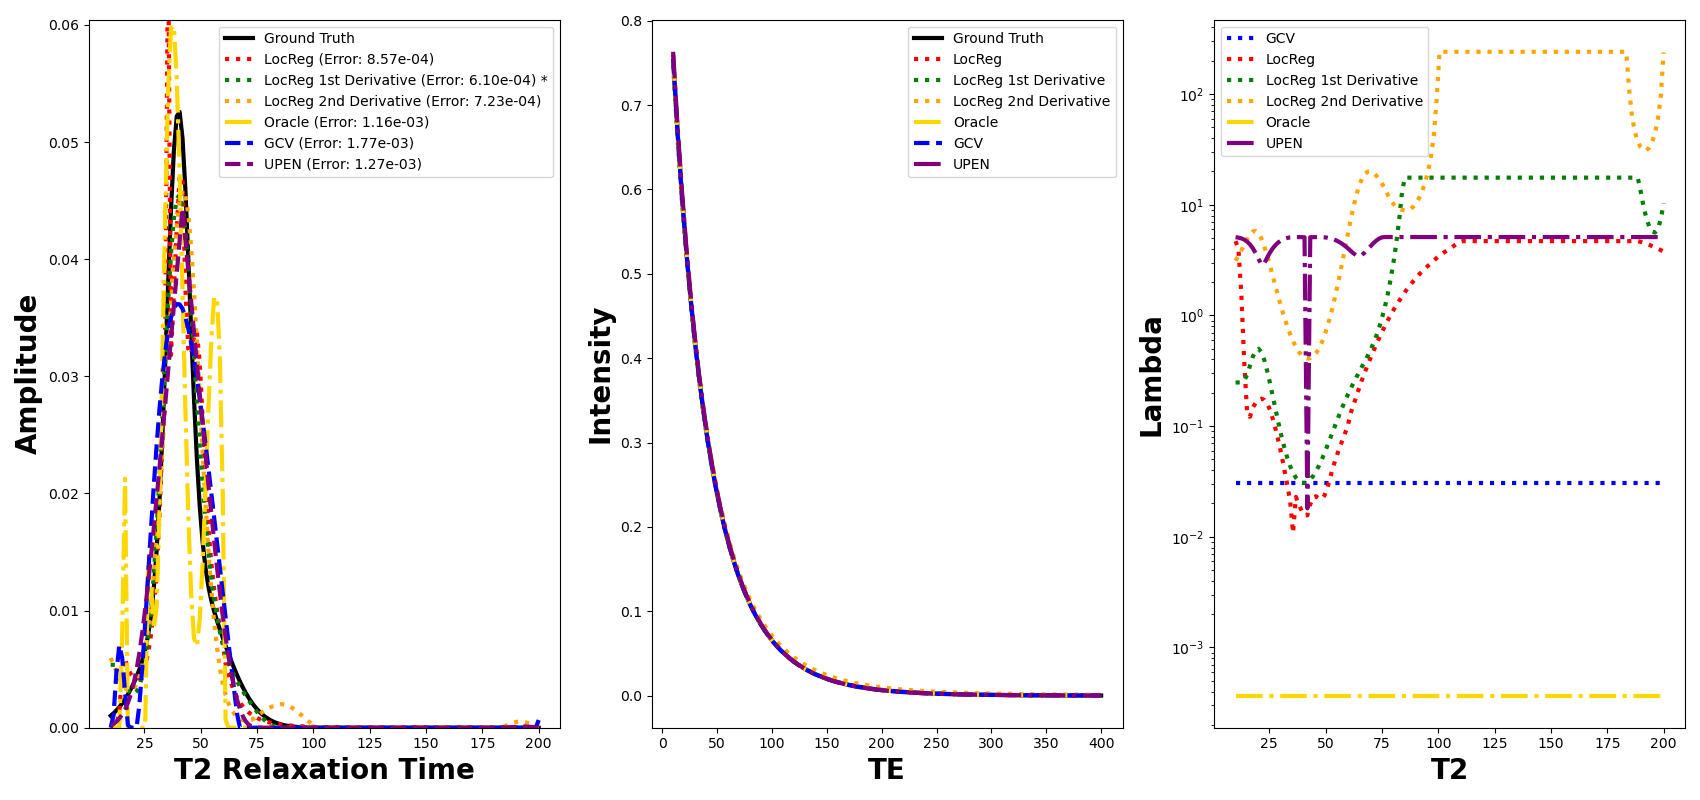 0.06
0.05
0.04
0.03
0.02
0.01
0.00
Amplitude
Ground Truth
LocReg (Error: 8.57e-04)
LocReg 1st Derivative (Error: 6.10e-04) *
LocReg 2nd Derivative (Error: 7.23e-04)
Oracle (Error: 1.16e-03)
GCV (Error: 1.77e-03)
UPEN (Error: 1.27e-03)
25 50 75 100 125 150 175 200
T2 Relaxation Time
0.8
0.7
0.6
0.5
0.4
0.3
0.2
0.1
0.0
Intensity
Ground Truth
LocReg
LocReg 1st Derivative
LocReg 2nd Derivative
Oracle
GCV
UPEN
0 50 100 150 200 250 300 350 400
TE
10²
10¹
10⁰
10⁻¹
10⁻²
10⁻³
Lambda
GCV
LocReg
LocReg 1st Derivative
LocReg 2nd Derivative
Oracle
UPEN
25 50 75 100 125 150 175 200
T2